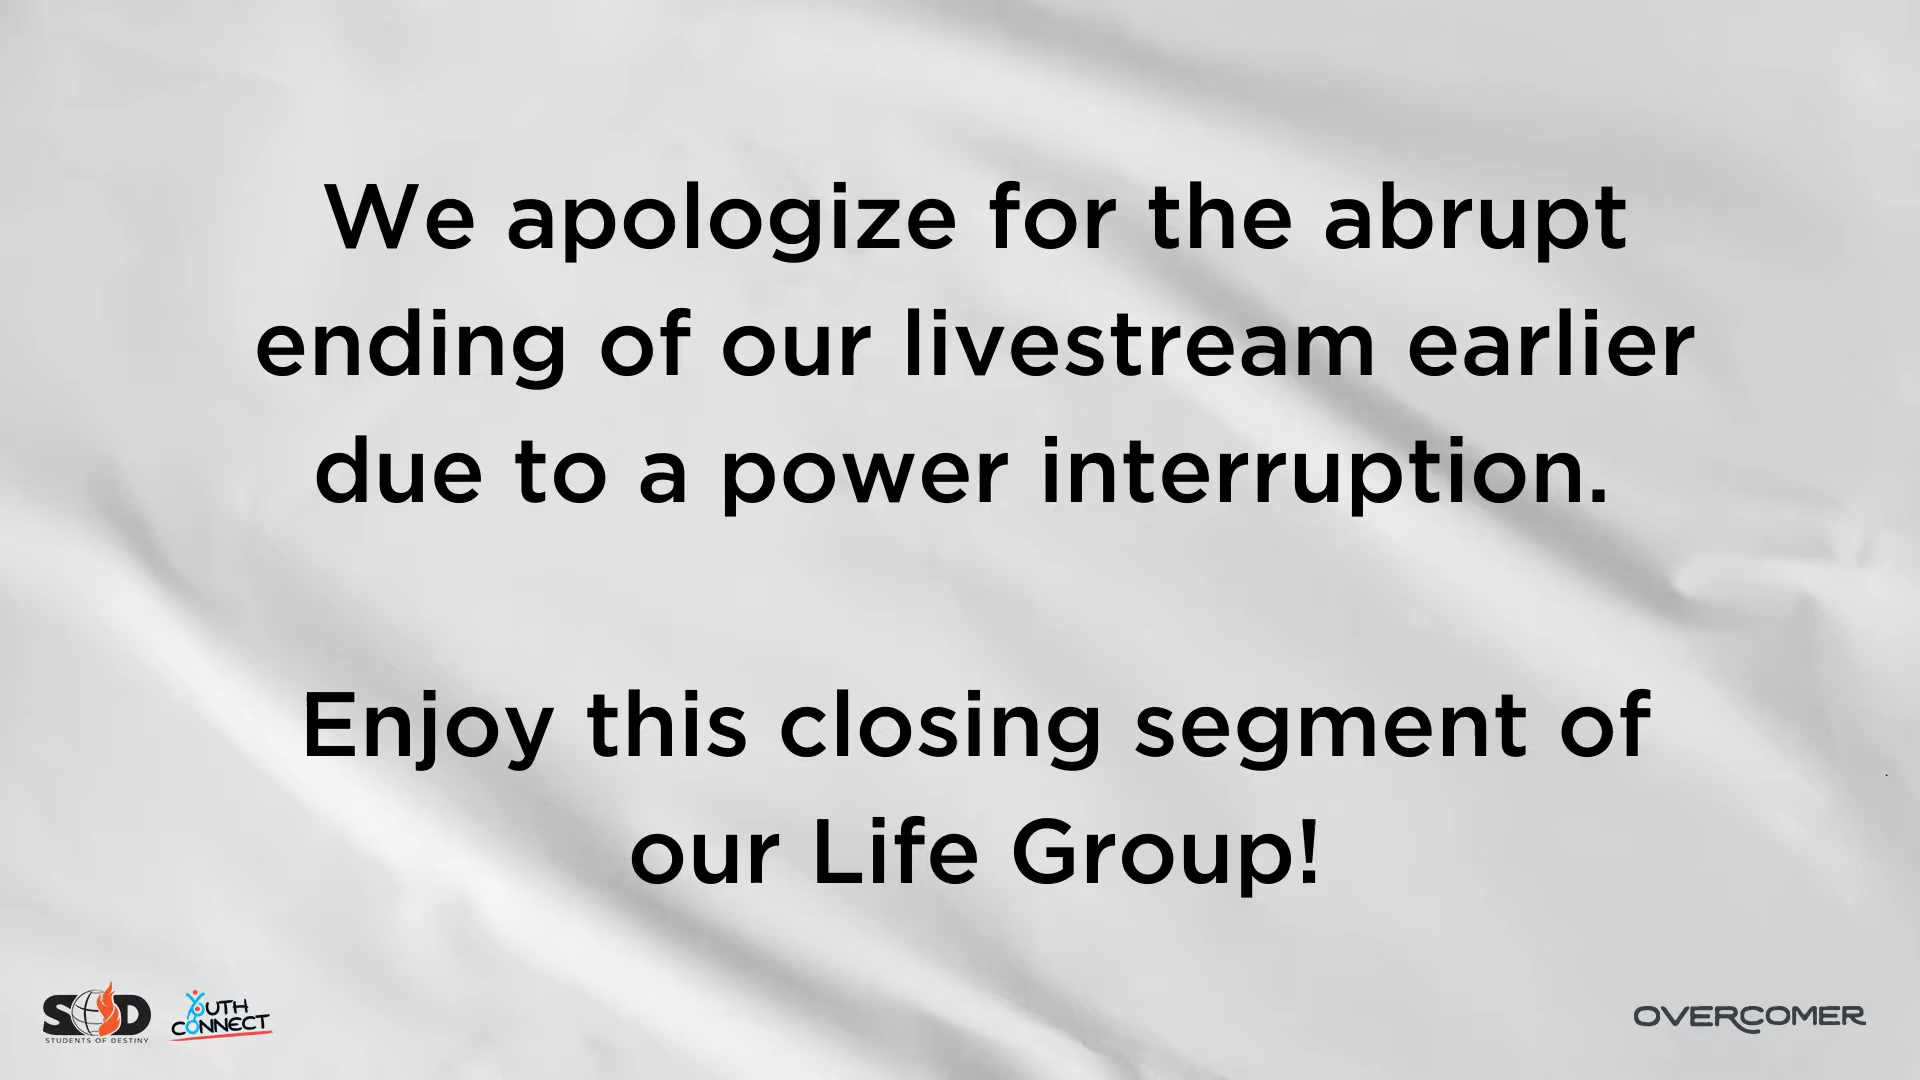 We apologize for the abrupt
ending of our livestream earlier
due to a power interruption.
Enjoy this closing segment of
our Life Group!
SOD
STUDENTS OF DESTINY
YOUTH
CONNECT
OVERCOMER